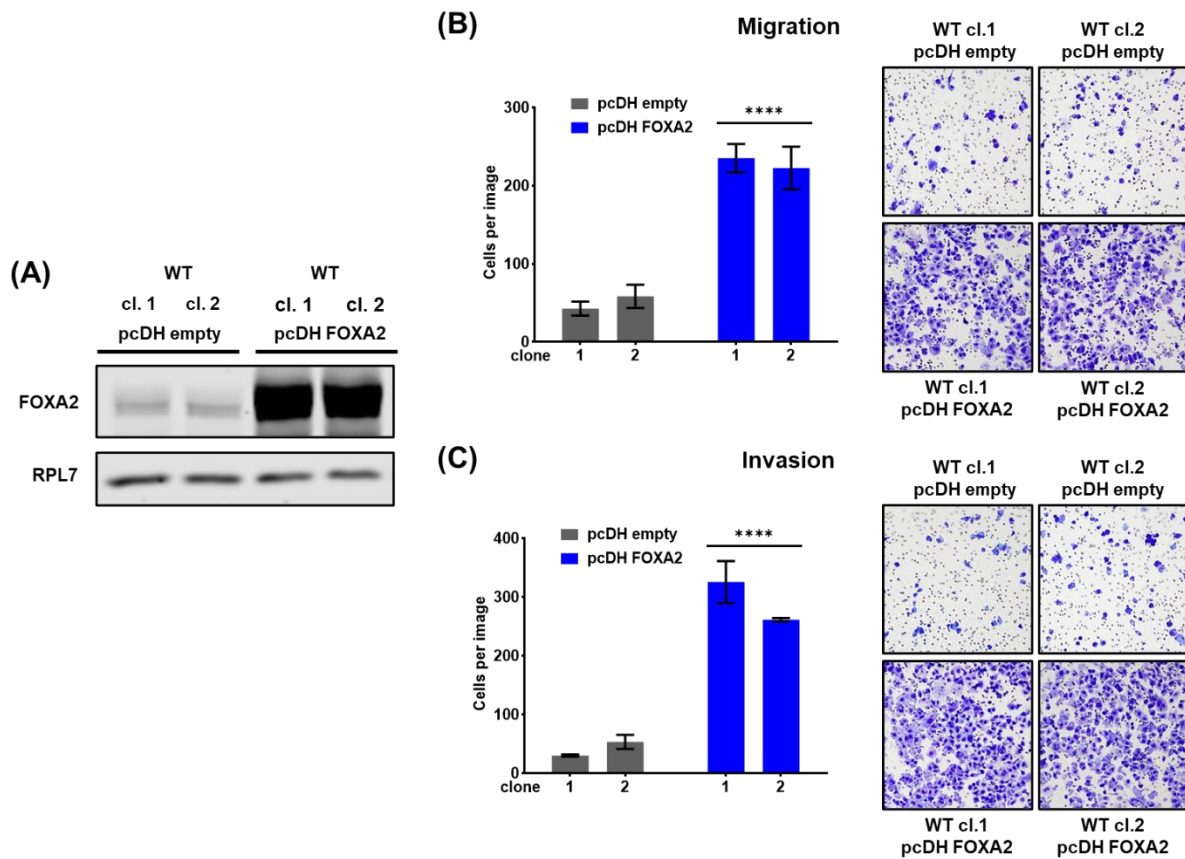 (A)
WT WT
cl. 1 cl. 2 cl. 1 cl. 2
pcDH empty pcDH FOXA2
FOXA2
RPL7
(B)
Migration
pcDH empty
pcDH FOXA2
****
Cells per image
300
200
100
0
clone 1 2 1 2
WT cl.1 WT cl.2
pcDH empty pcDH empty
WT cl.1 WT cl.2
pcDH FOXA2 pcDH FOXA2
(C)
Invasion
pcDH empty
pcDH FOXA2
****
Cells per image
400
300
200
100
0
clone 1 2 1 2
WT cl.1 WT cl.2
pcDH empty pcDH empty
WT cl.1 WT cl.2
pcDH FOXA2 pcDH FOXA2